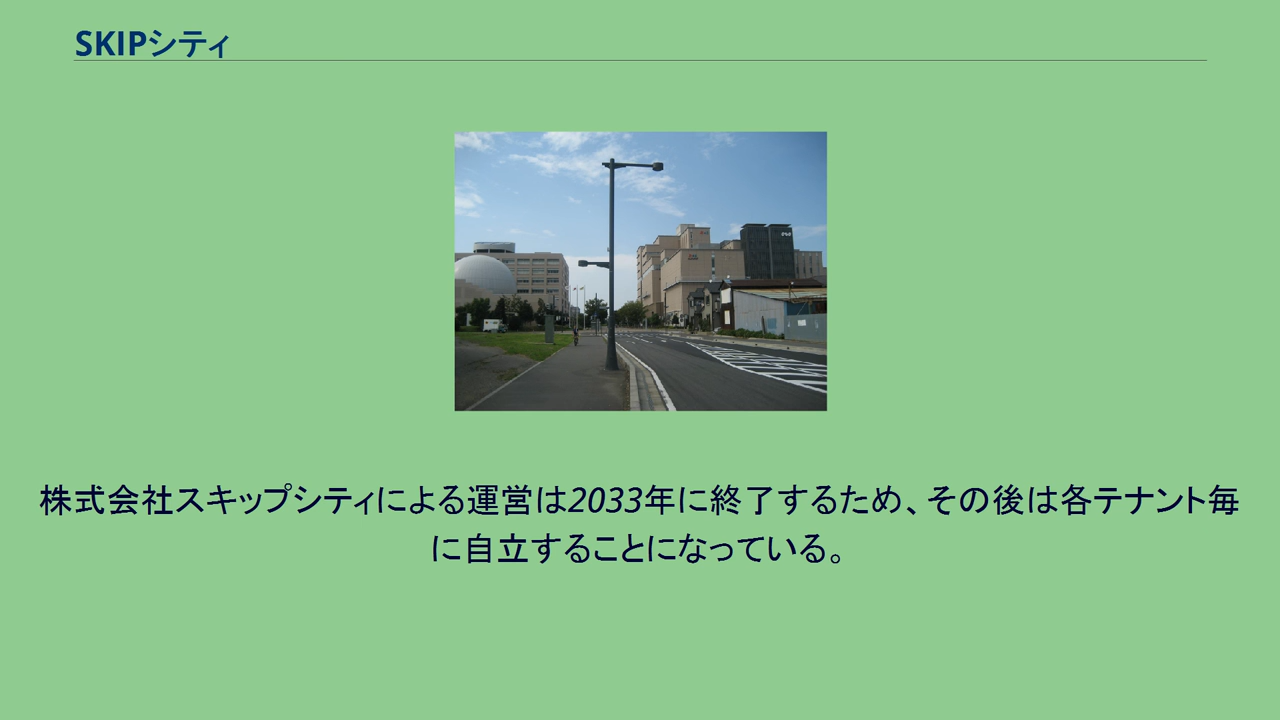 SKIPシティ
株式会社スキップシティによる運営は2033年に終了するため、その後は各テナント毎
に自立することになっている。